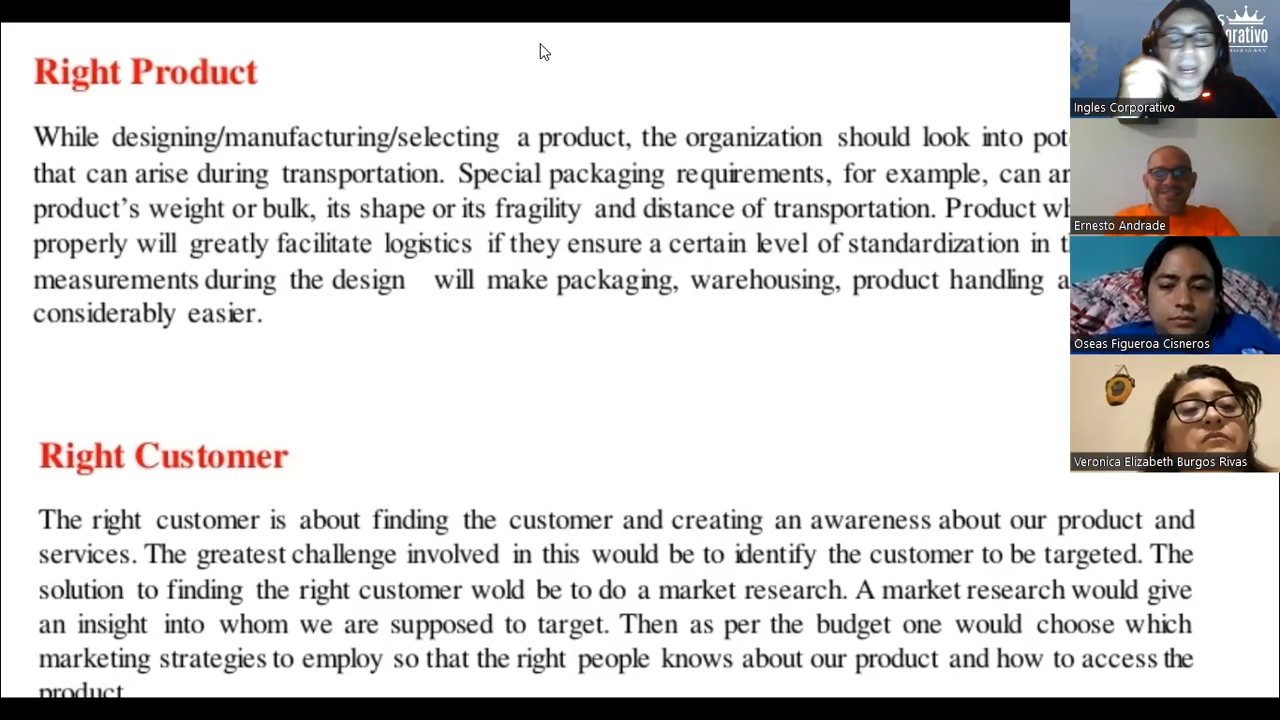 Right Product
While designing/manufacturing/selecting a product, the organization should look into
that can arise during transportation. Special packaging requirements, for example, can
product's weight or bulk, its shape or its fragility and distance of transportation. Product
properly will greatly facilitate logistics if they ensure a certain level of standardization in
measurements during the design will make packaging, warehousing, product handling
considerably easier.
Right Customer
The right customer is about finding the customer and creating an awareness about our product and
services. The greatest challenge involved in this would be to identify the customer to be targeted. The
solution to finding the right customer wold be to do a market research. A market research would give
an insight into whom we are supposed to target. Then as per the budget one would choose which
marketing strategies to employ so that the right people knows about our product and how to access the
product
Ingles Corporativo
Ernesto Andrade
Oseas Figueroa Cisneros
Veronica Elizabeth Burgos Rivas